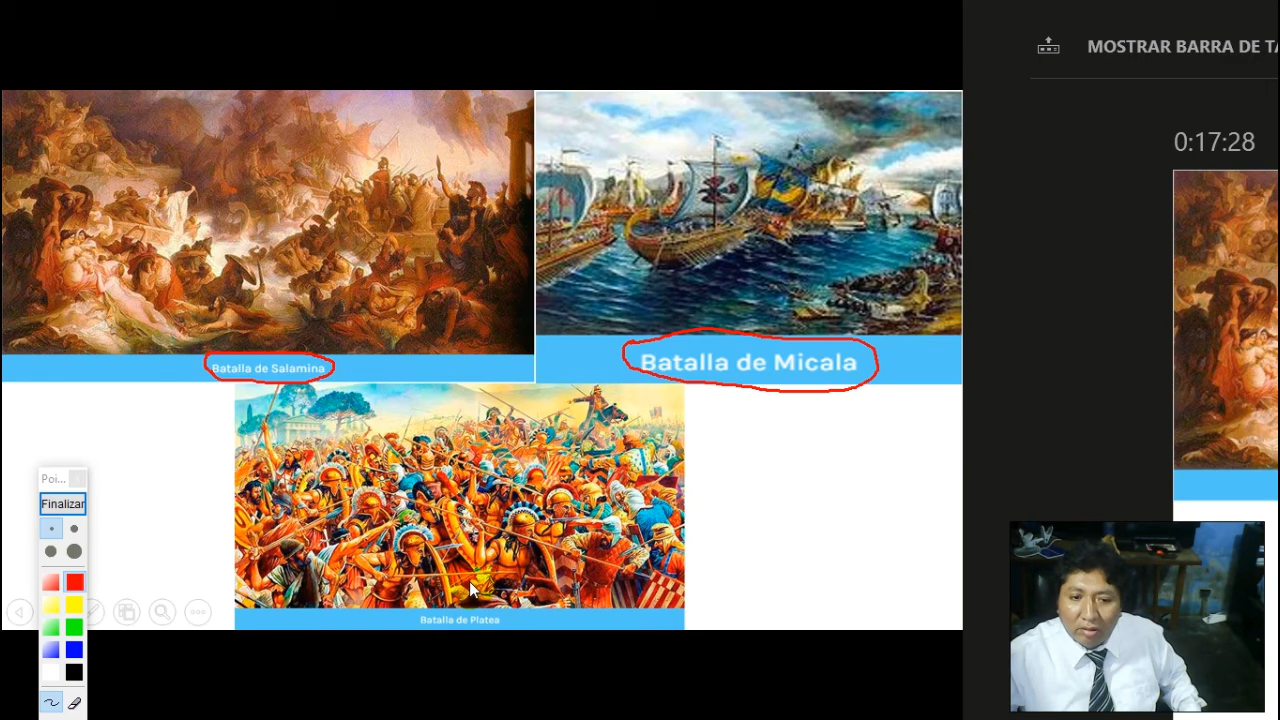 MOSTRAR BARRA DE TA
0:17:28
Batalla de Salamina
Batalla de Micala
Batalla de Platea
Poi...
Finalizar